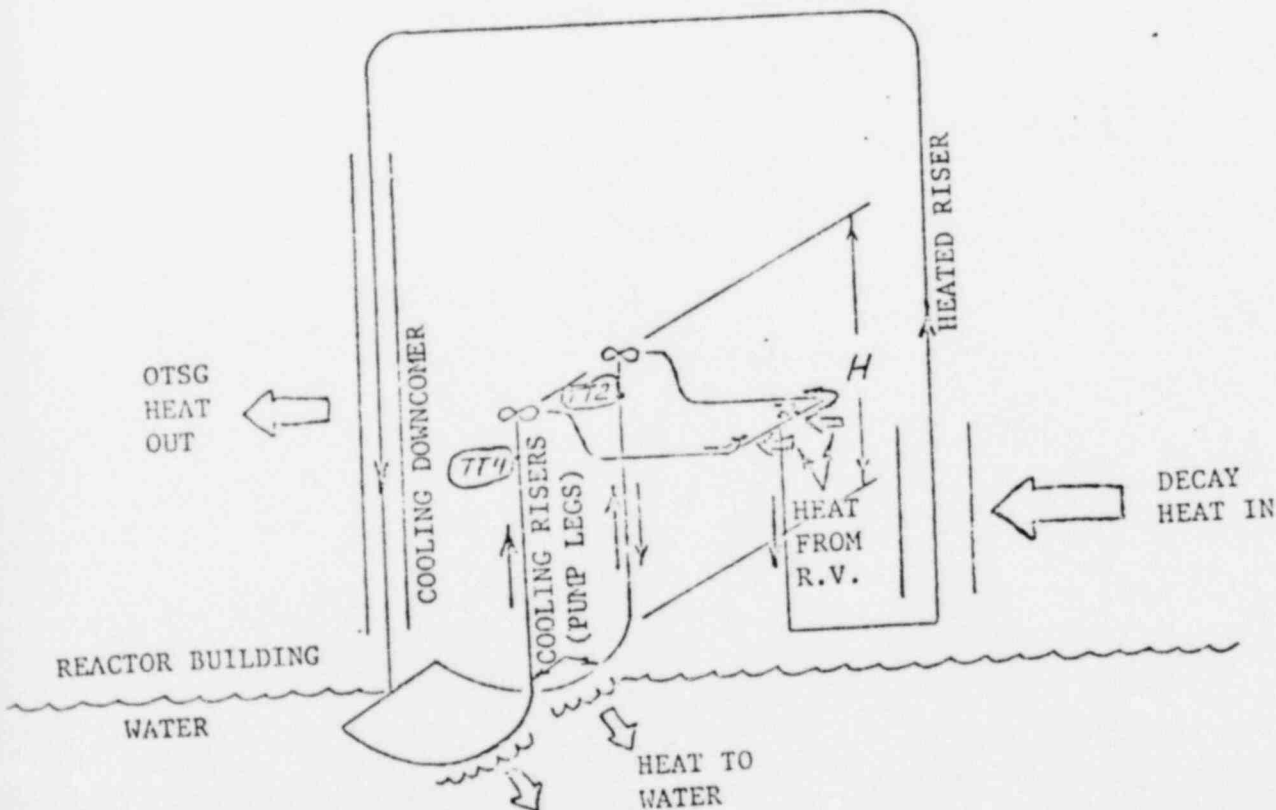 OTSG
HEAT
OUT
COOLING DOWNCOMER
TT2
TT4
COOLING RISERS
(PUMP LEGS)
H
HEATED RISER
HEAT
FROM
R.V.
DECAY
HEAT IN
REACTOR BUILDING
WATER
HEAT TO
WATER